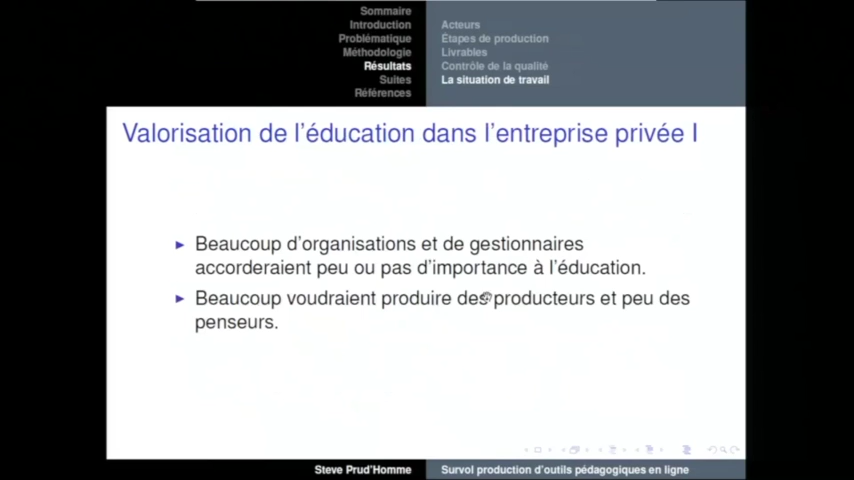 Sommaire
Introduction
Problématique
Méthodologie
Résultats
Suites
Références
Acteurs
Étapes de production
Livrables
Contrôle de la qualité
La situation de travail
Valorisation de l'éducation dans l'entreprise privée I
Beaucoup d'organisations et de gestionnaires
accorderaient peu ou pas d'importance à l'éducation.
Beaucoup voudraient produire des producteurs et peu des
penseurs.
Steve Prud'Homme
Survol production d'outils pédagogiques en ligne